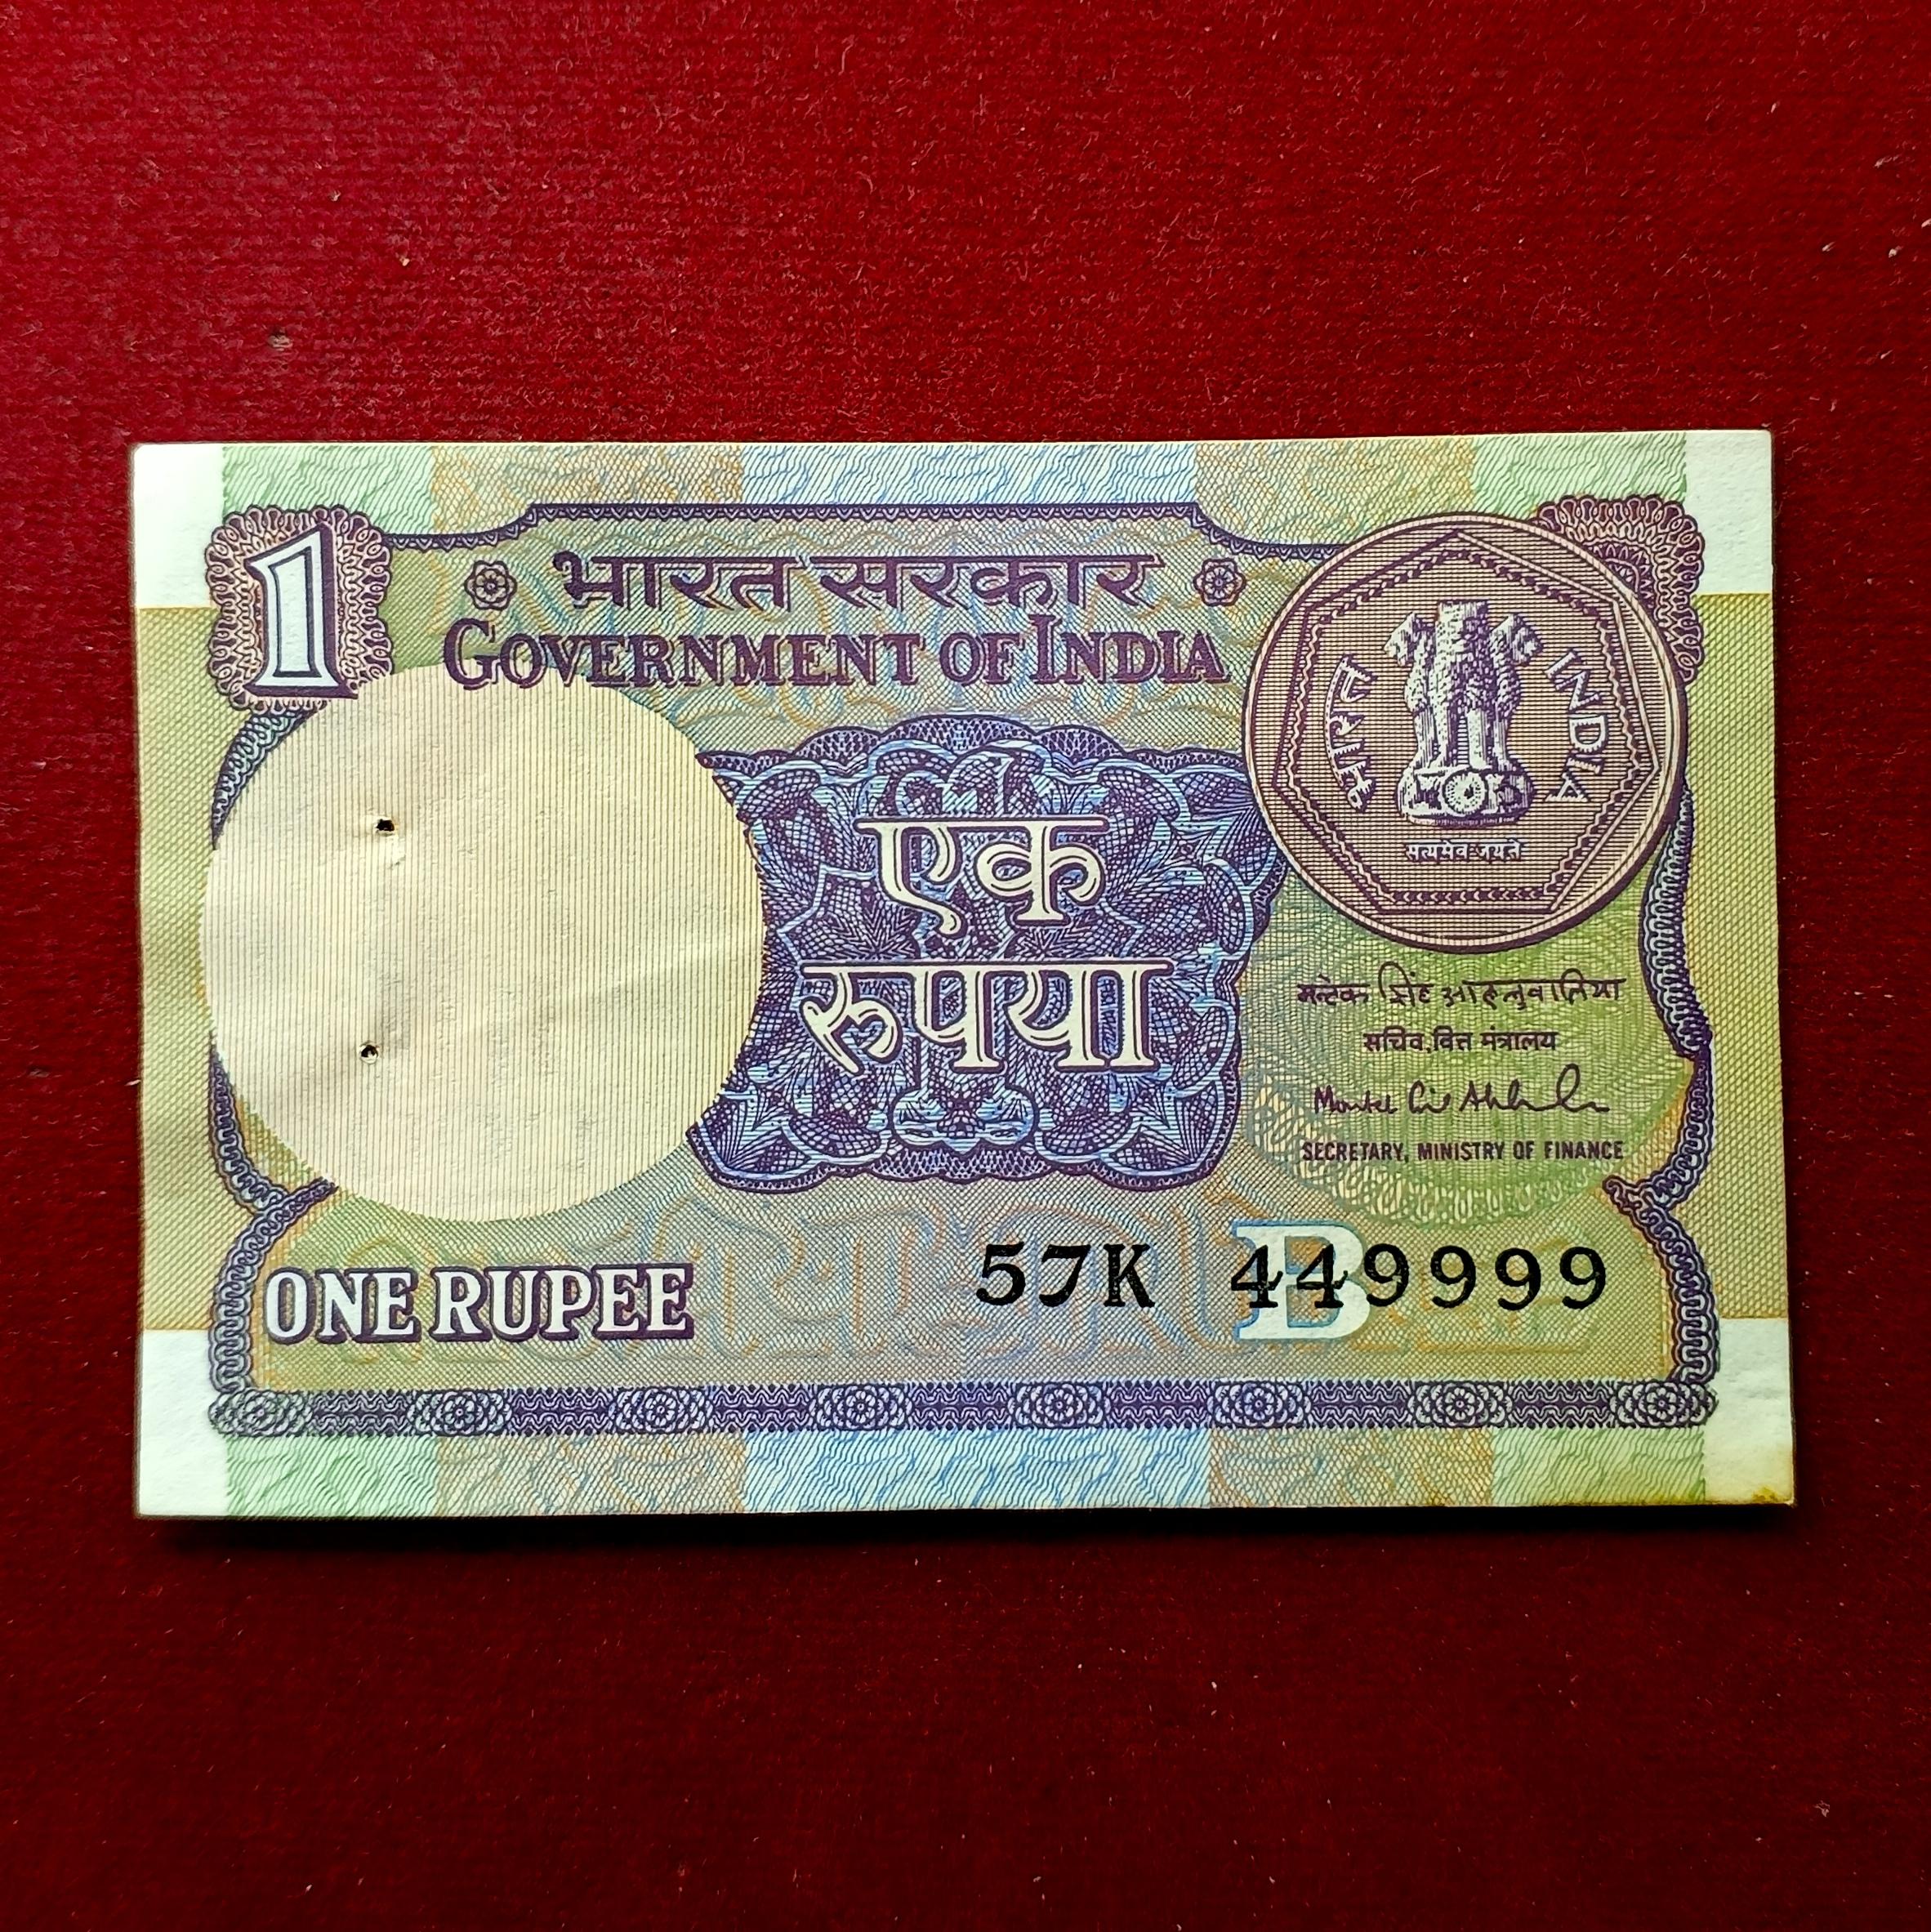 1
भारत सरकार
GOVERNMENT OF INDIA
भारत
INDIA
सत्यमेव जयते
एक
रूपया
मन्टेक सिंह आहलुवालिया
सचिव, वित्त मंत्रालय
SECRETARY, MINISTRY OF FINANCE
ONE RUPEE
57K 449999
B